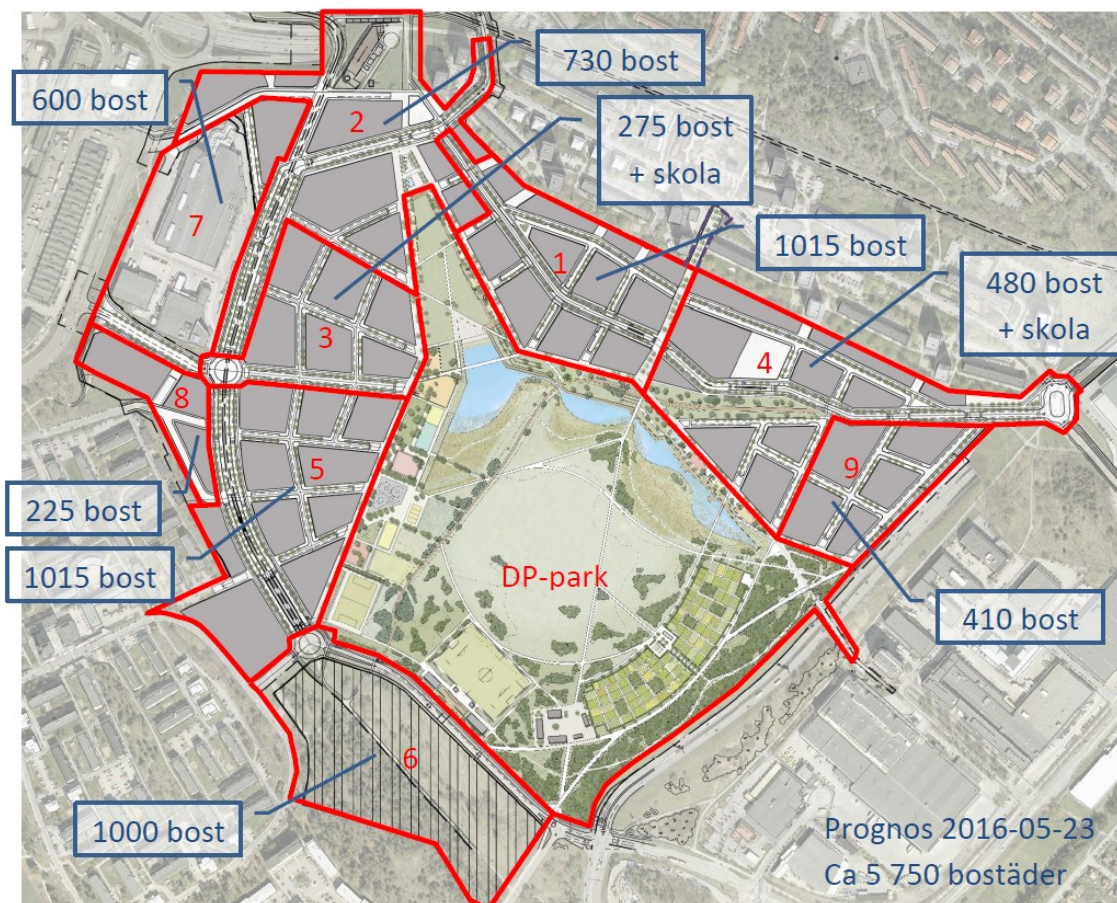 730 bost
600 bost
2
275 bost
+ skola
7
1015 bost
1
480 bost
+ skola
3
4
8
9
5
225 bost
1015 bost
DP-park
410 bost
6
1000 bost
Prognos 2016-05-23
Ca 5 750 bostäder